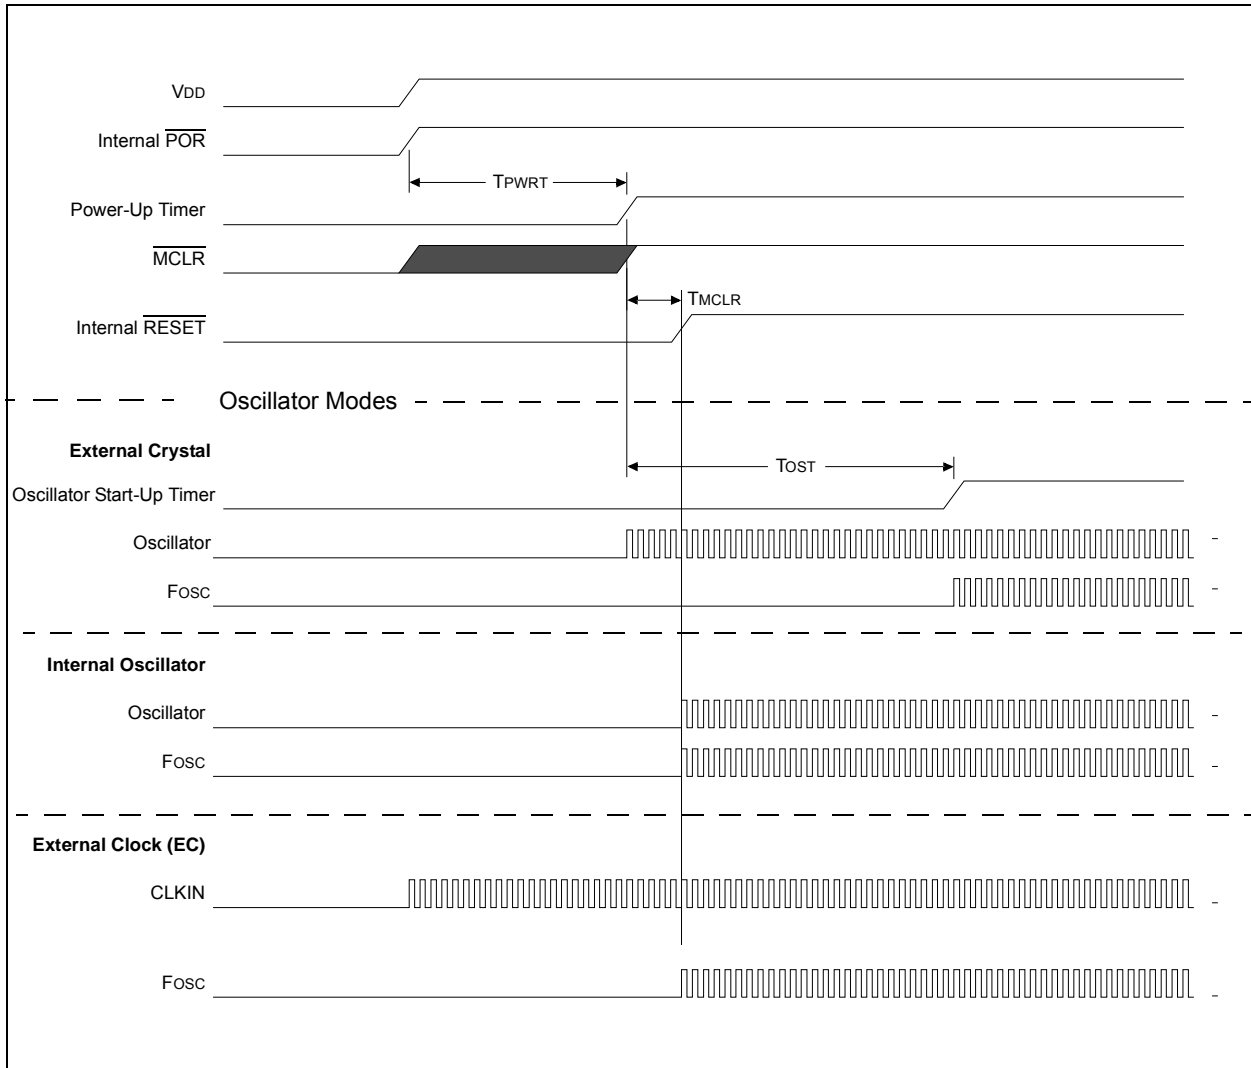 VDD
Internal POR
TPWRT
Power-Up Timer
MCLR
TMCLR
Internal RESET
Oscillator Modes
External Crystal
TOST
Oscillator Start-Up Timer
Oscillator
FOSC
Internal Oscillator
Oscillator
FOSC
External Clock (EC)
CLKIN
FOSC